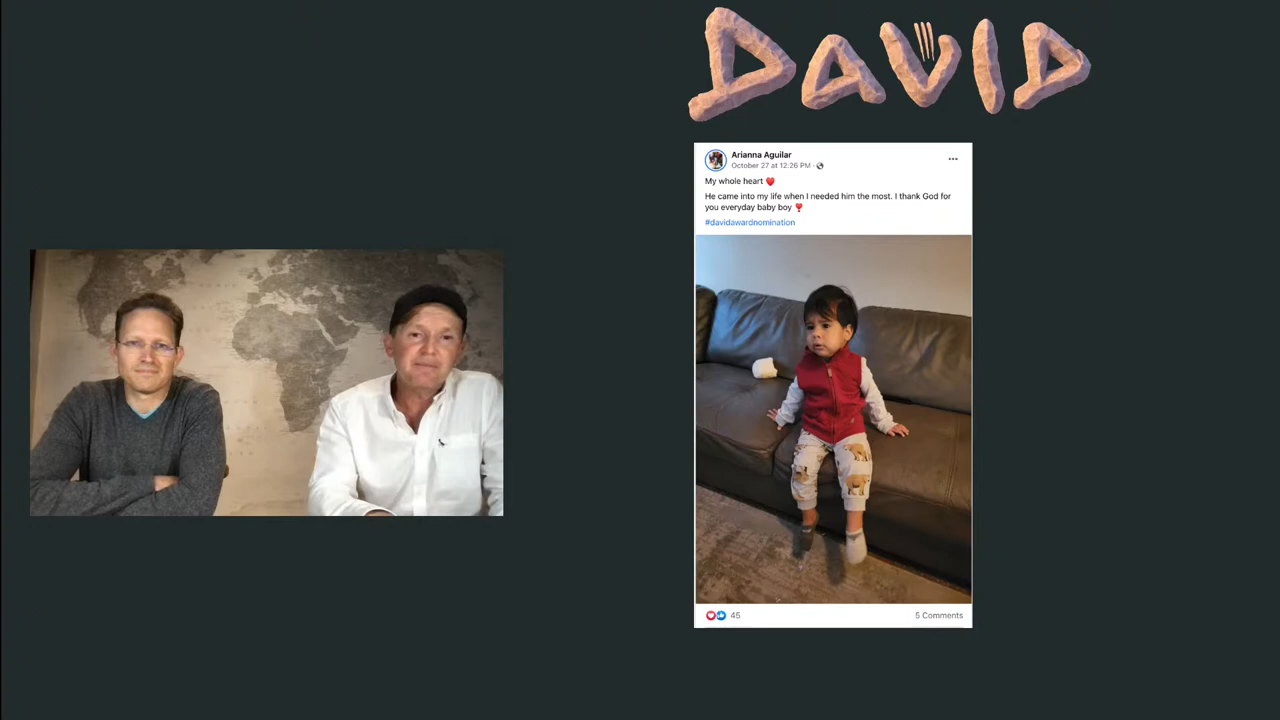 DAVID
Arianna Aguilar
October 27 at 12:26 PM ·
My whole heart ❤️
He came into my life when I needed him the most. I thank God for
you everyday baby boy ❣️
#davidawardnomination
45
5 Comments